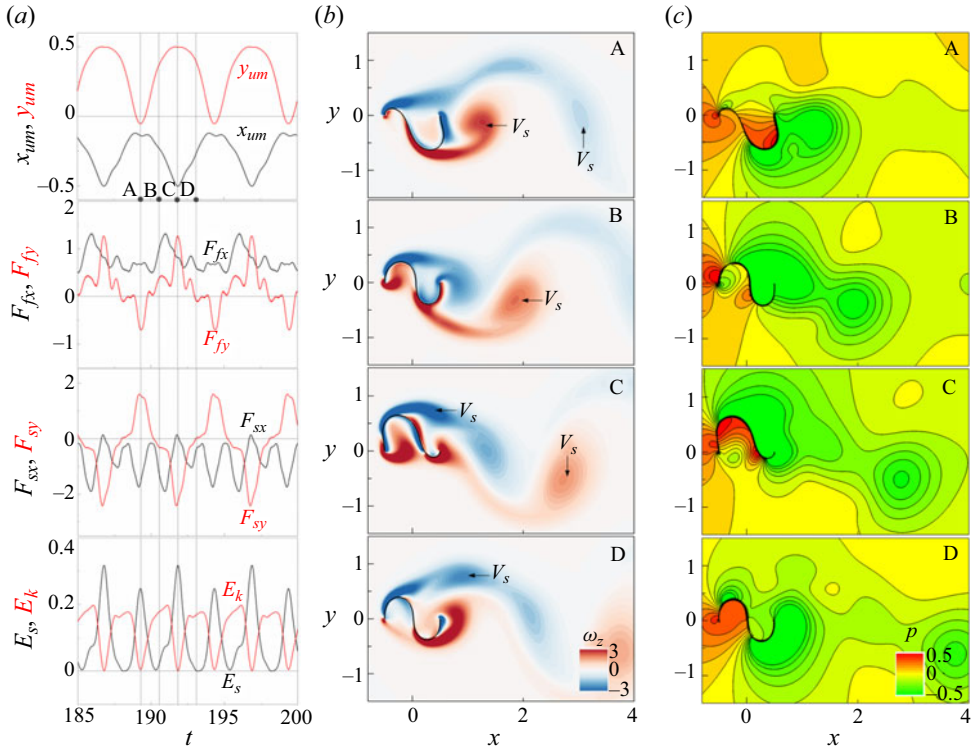 (a)
0.5
y_um
0
x_um
−0.5
x_um, y_um
A B C D
2
1
0
−1
F_fx
F_fy
F_fx, F_fy
2
0
−2
F_sx
F_sy
F_sx, F_sy
0.4
0.2
0
E_k
E_s
E_s, E_k
185 190 195 200
t
(b)
A
y
1
0
−1
V_s
V_s
B
y
1
0
−1
V_s
C
y
1
0
−1
V_s
V_s
D
y
1
0
−1
V_s
ω_z
3
0
−3
0 2 4
x
(c)
A
1
0
−1
B
1
0
−1
C
1
0
−1
D
1
0
−1
p
0.5
0
−0.5
0 2 4
x